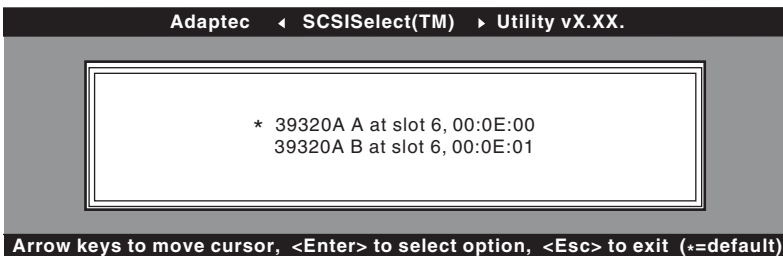 Adaptec ◂ SCSISelect(TM) ▸ Utility vX.XX.
* 39320A A at slot 6, 00:0E:00
39320A B at slot 6, 00:0E:01
Arrow keys to move cursor, <Enter> to select option, <Esc> to exit (*=default)